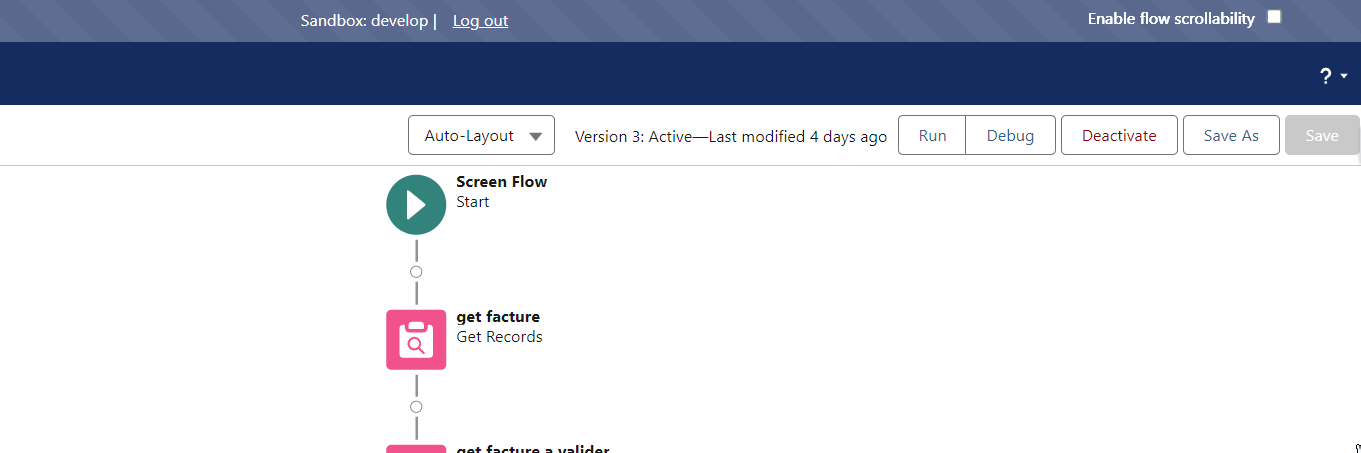 Sandbox: develop | Log out
Enable flow scrollability
?
Auto-Layout Version 3: Active—Last modified 4 days ago Run Debug Deactivate Save As Save
Screen Flow
Start
get facture
Get Records
get facture a valider